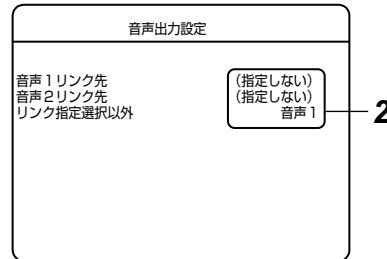 音声出力設定
音声１リンク先 (指定しない)
音声２リンク先 (指定しない)
リンク指定選択以外 音声１
2